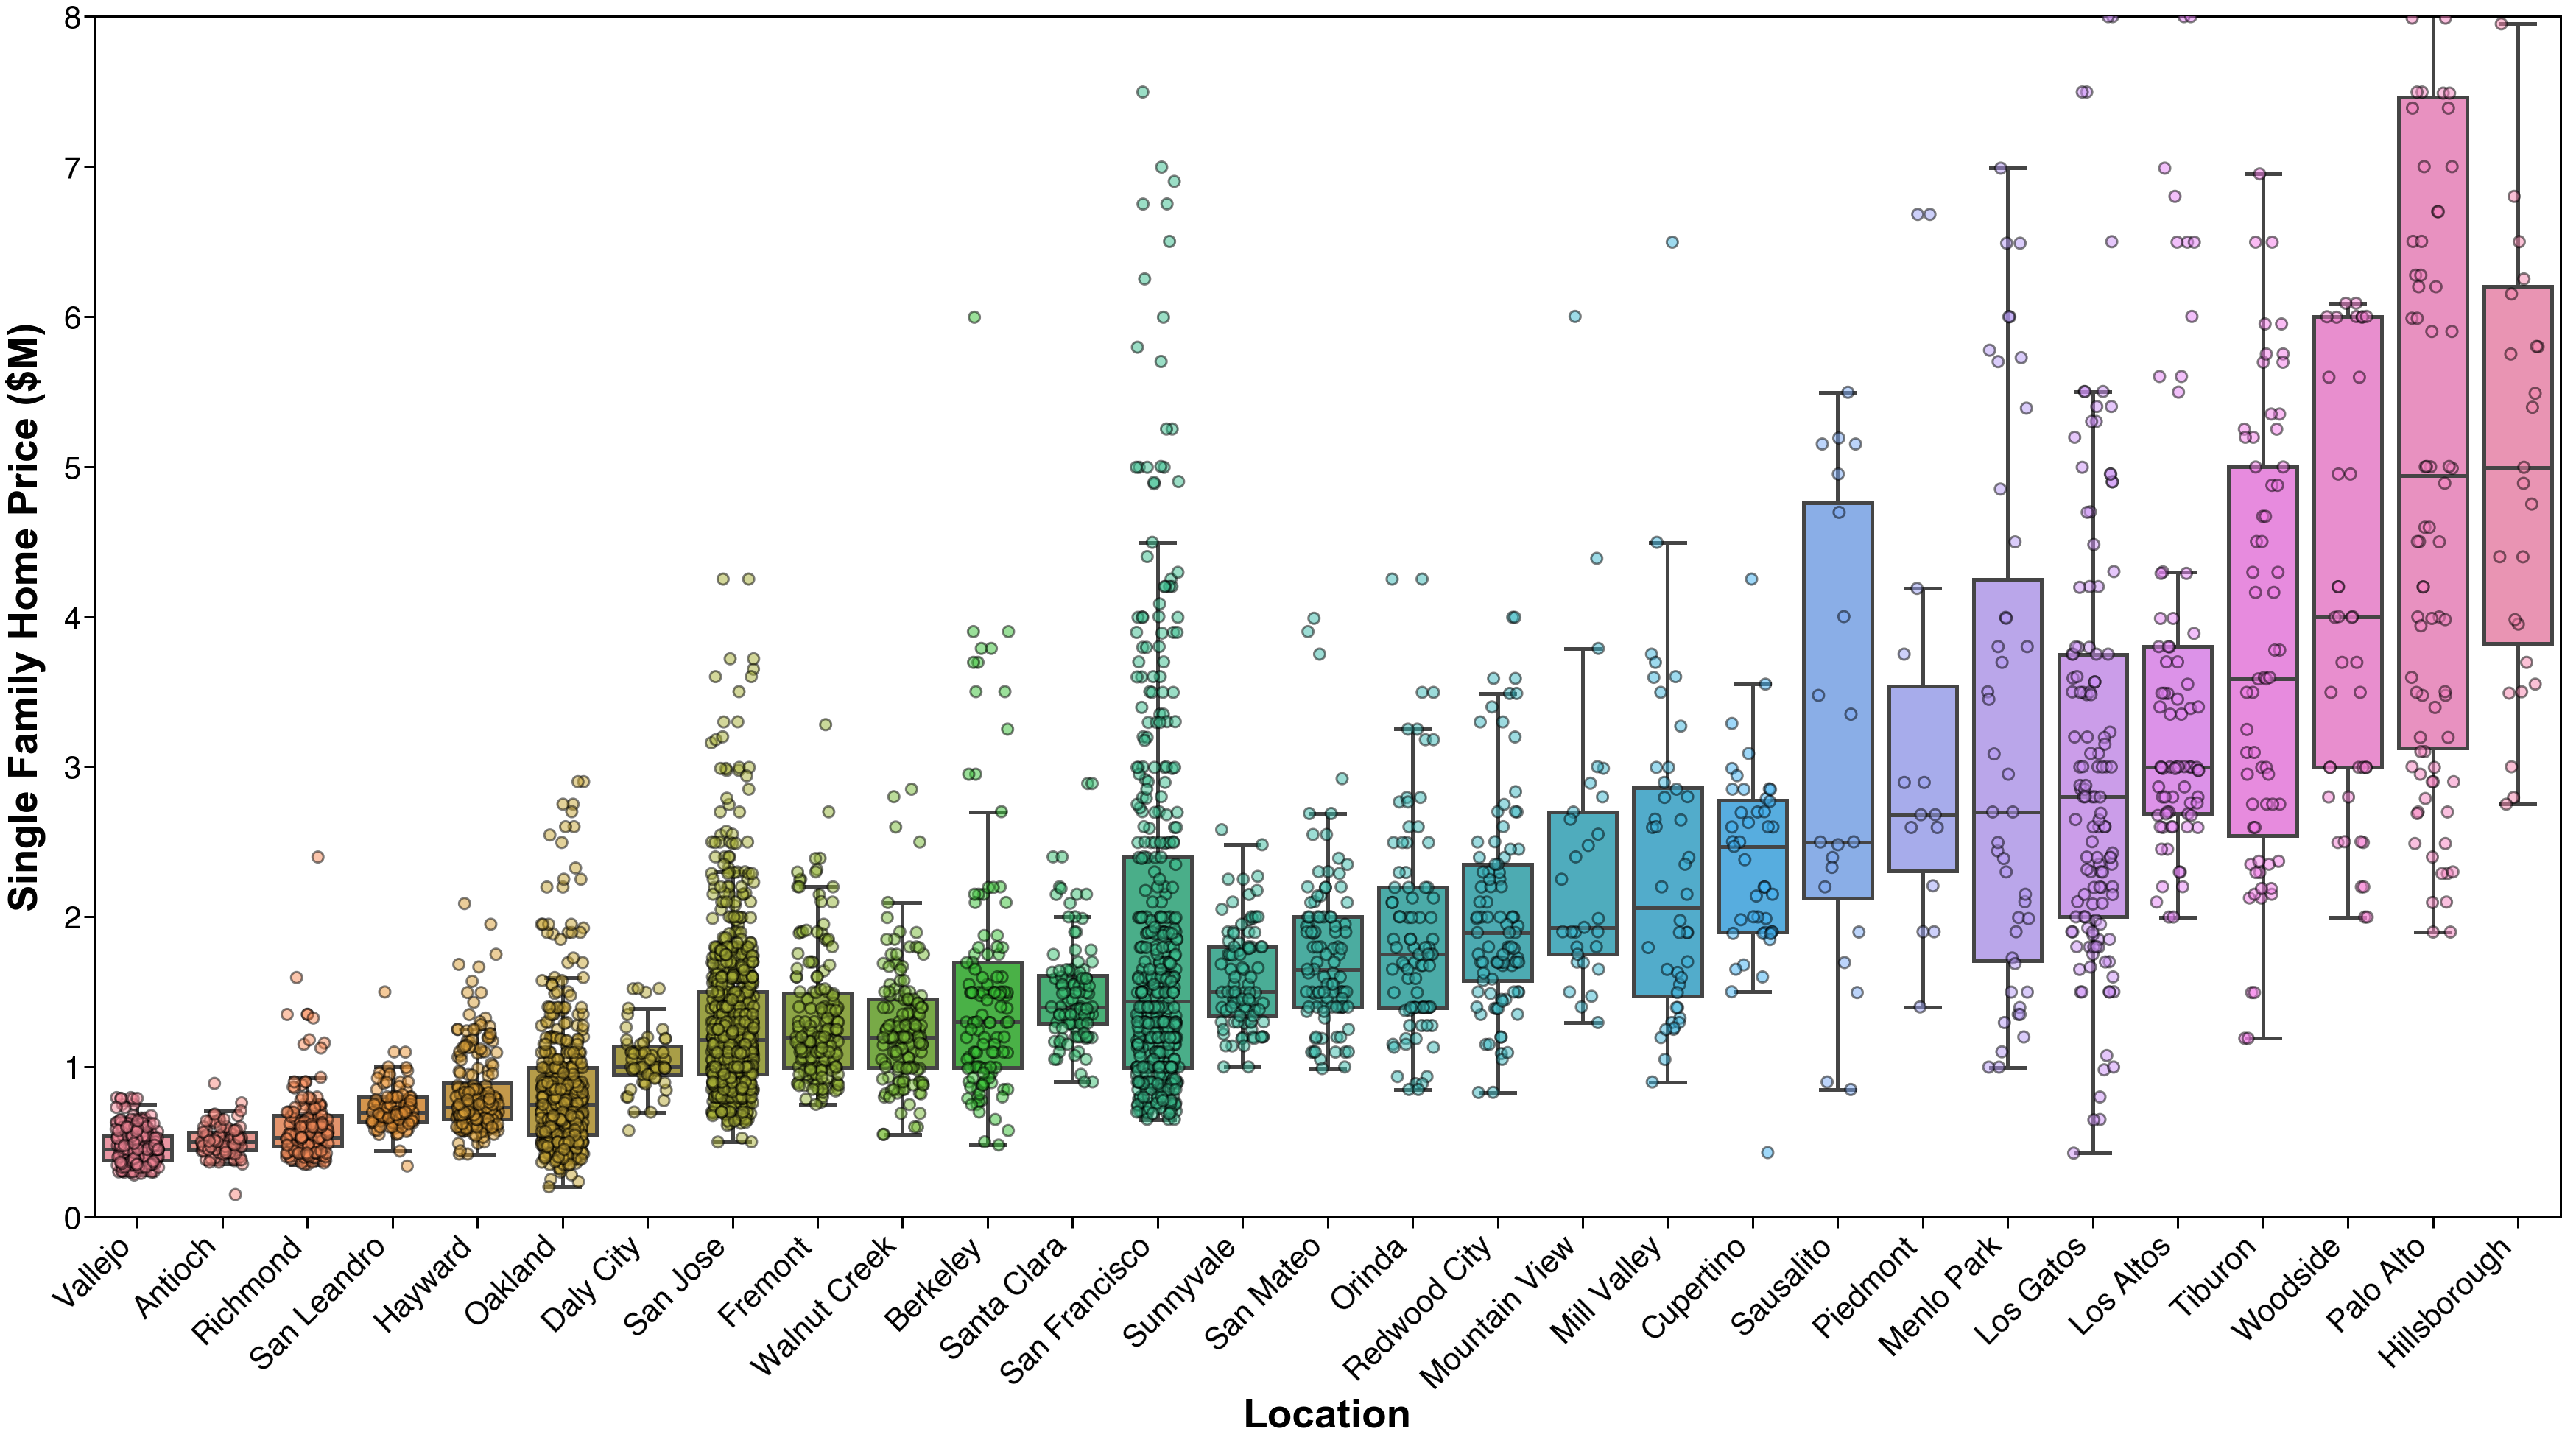 Single Family Home Price ($M)
8
7
6
5
4
3
2
1
0
Vallejo
Antioch
Richmond
San Leandro
Hayward
Oakland
Daly City
San Jose
Fremont
Walnut Creek
Berkeley
Santa Clara
San Francisco
Sunnyvale
San Mateo
Orinda
Redwood City
Mountain View
Mill Valley
Cupertino
Sausalito
Piedmont
Menlo Park
Los Gatos
Los Altos
Tiburon
Woodside
Palo Alto
Hillsborough
Location